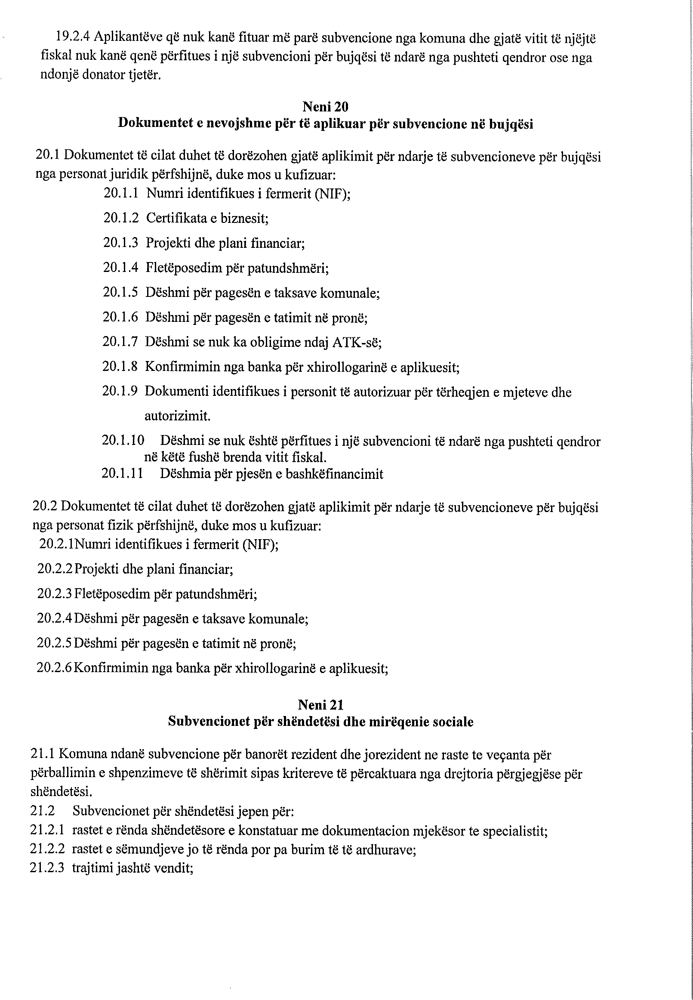 19.2.4 Aplikantëve që nuk kanë fituar më parë subvencione nga komuna dhe gjatë vitit të njëjtë
fiskal nuk kanë qenë përfitues i një subvencioni për bujqësi të ndarë nga pushteti qendror ose nga
ndonjë donator tjetër.
Neni 20
Dokumentet e nevojshme për të aplikuar për subvencione në bujqësi
20.1 Dokumentet të cilat duhet të dorëzohen gjatë aplikimit për ndarje të subvencioneve për bujqësi
nga personat juridik përfshijnë, duke mos u kufizuar:
20.1.1 Numri identifikues i fermerit (NIF);
20.1.2 Certifikata e biznesit;
20.1.3 Projekti dhe plani financiar;
20.1.4 Fletëposedim për patundshmëri;
20.1.5 Dëshmi për pagesën e taksave komunale;
20.1.6 Dëshmi për pagesën e tatimit në pronë;
20.1.7 Dëshmi se nuk ka obligime ndaj ATK-së;
20.1.8 Konfirmimin nga banka për xhirollogarinë e aplikuesit;
20.1.9 Dokumenti identifikues i personit të autorizuar për tërheqjen e mjeteve dhe
autorizimit.
20.1.10 Dëshmi se nuk është përfitues i një subvencioni të ndarë nga pushteti qendror
në këtë fushë brenda vitit fiskal.
20.1.11 Dëshmia për pjesën e bashkëfinancimit
20.2 Dokumentet të cilat duhet të dorëzohen gjatë aplikimit për ndarje të subvencioneve për bujqësi
nga personat fizik përfshijnë, duke mos u kufizuar:
20.2.1Numri identifikues i fermerit (NIF);
20.2.2Projekti dhe plani financiar;
20.2.3Fletëposedim për patundshmëri;
20.2.4Dëshmi për pagesën e taksave komunale;
20.2.5Dëshmi për pagesën e tatimit në pronë;
20.2.6Konfirmimin nga banka për xhirollogarinë e aplikuesit;
Neni 21
Subvencionet për shëndetësi dhe mirëqenie sociale
21.1 Komuna ndanë subvencione për banorët rezident dhe jorezident ne raste te veçanta për
përballimin e shpenzimeve të shërimit sipas kritereve të përcaktuara nga drejtoria përgjegjëse për
shëndetësi.
21.2 Subvencionet për shëndetësi jepen për:
21.2.1 rastet e rënda shëndetësore e konstatuar me dokumentacion mjekësor te specialistit;
21.2.2 rastet e sëmundjeve jo të rënda por pa burim të të ardhurave;
21.2.3 trajtimi jashtë vendit;